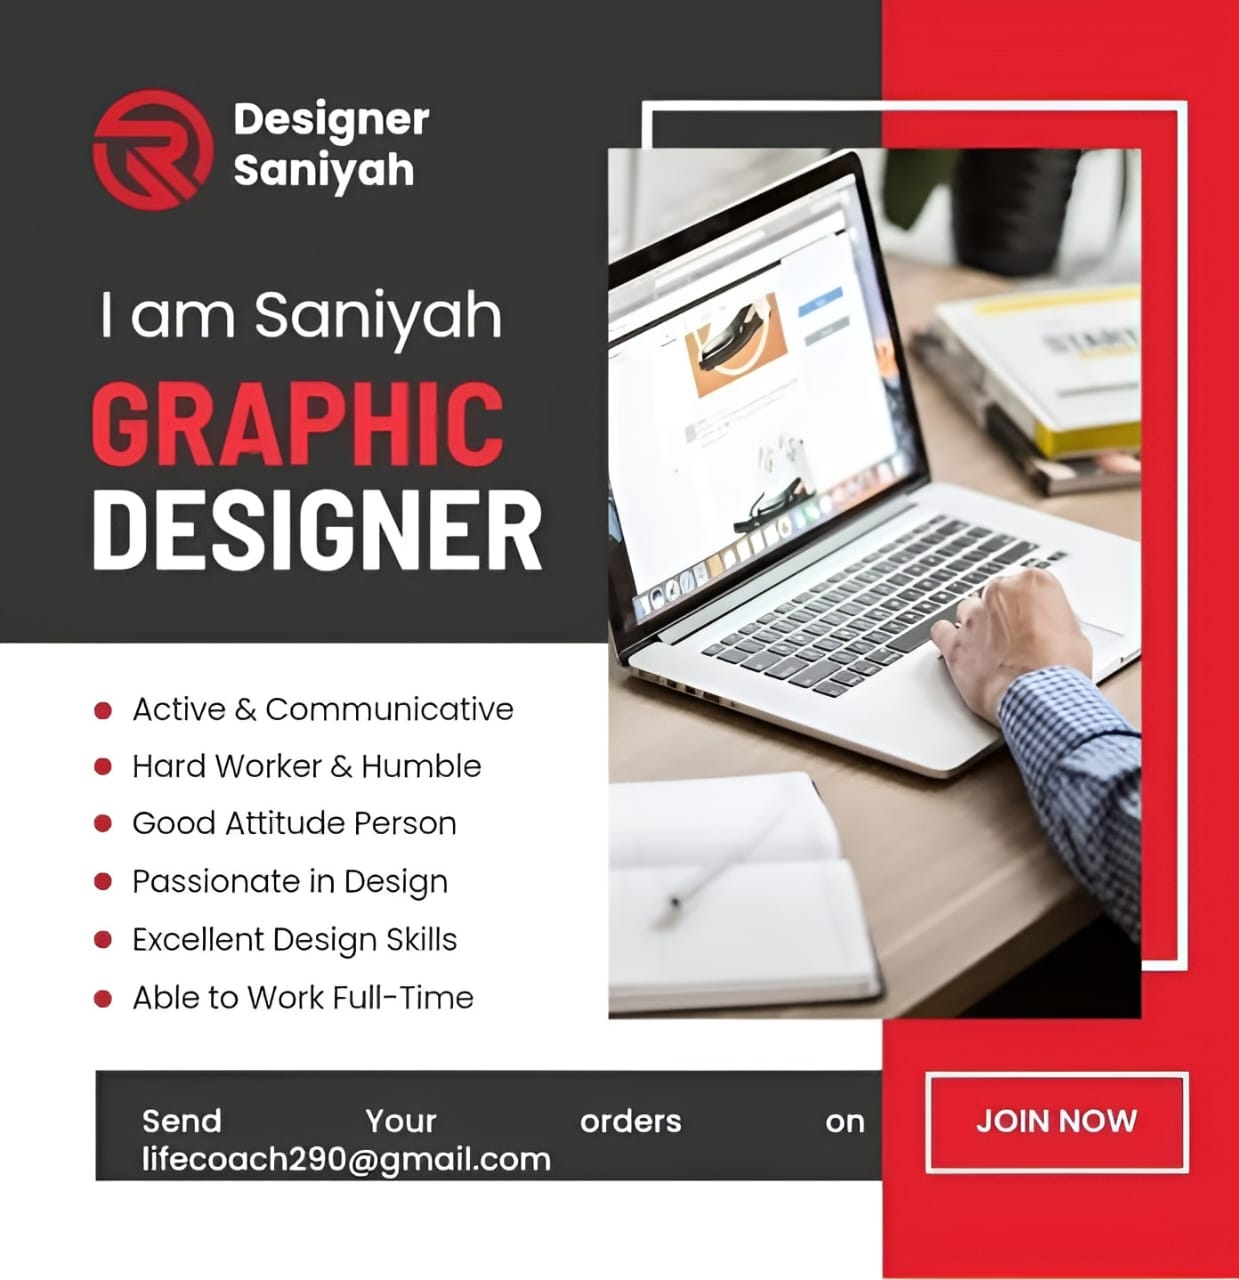 Designer
Saniyah
I am Saniyah
GRAPHIC
DESIGNER
Active & Communicative
Hard Worker & Humble
Good Attitude Person
Passionate in Design
Excellent Design Skills
Able to Work Full-Time
Send Your orders on
lifecoach290@gmail.com
JOIN NOW